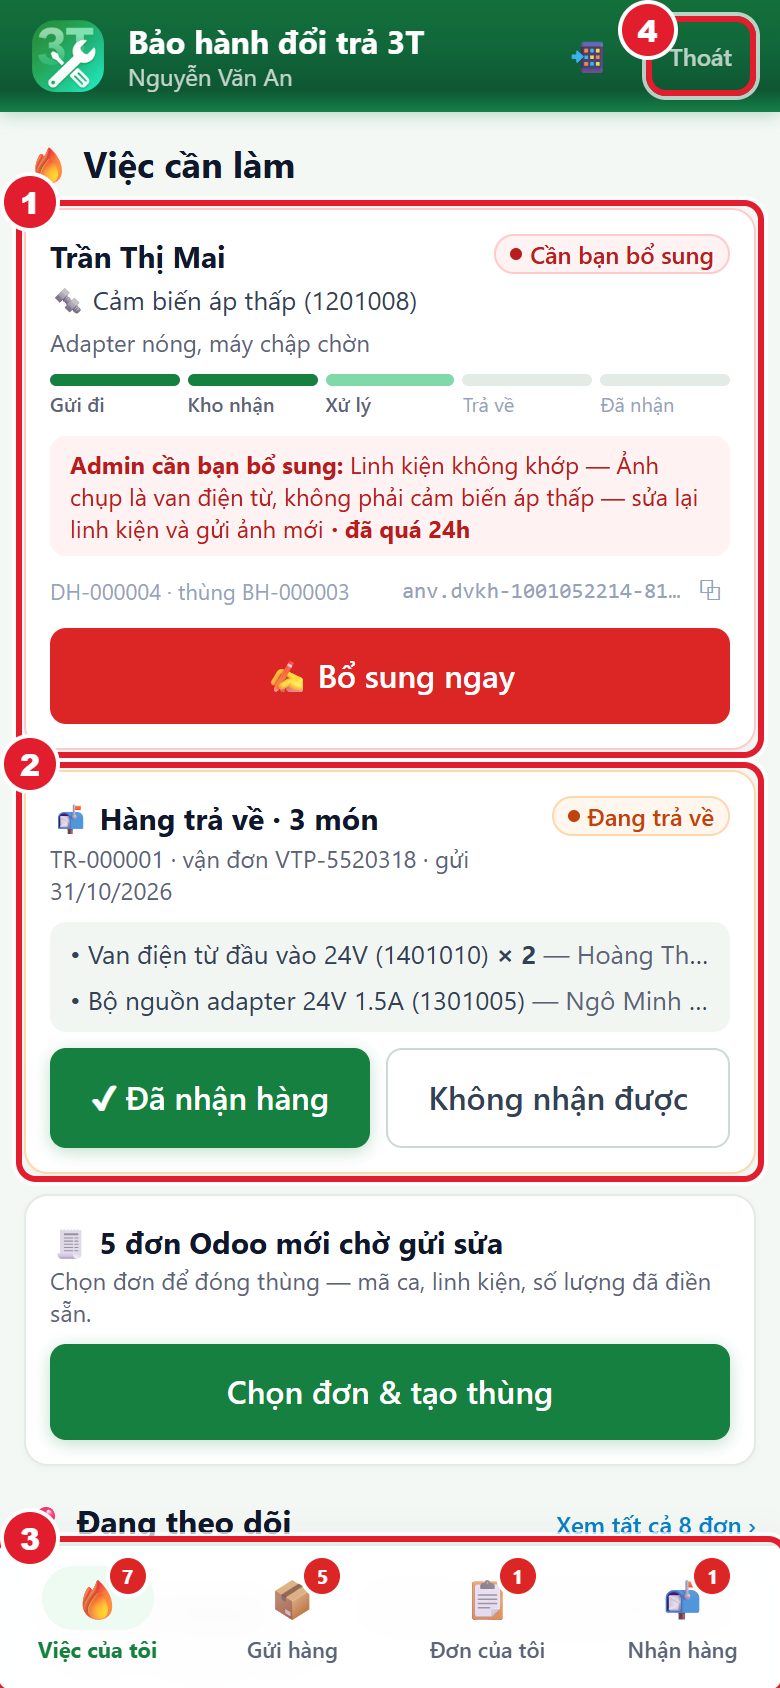 3T
Bảo hành đổi trả 3T
Nguyễn Văn An
4
Thoát
Việc cần làm
1
Trần Thị Mai
Cần bạn bổ sung
Cảm biến áp thấp (1201008)
Adapter nóng, máy chập chờn
Gửi đi
Kho nhận
Xử lý
Trả về
Đã nhận
Admin cần bạn bổ sung: Linh kiện không khớp — Ảnh
chụp là van điện từ, không phải cảm biến áp thấp — sửa lại
linh kiện và gửi ảnh mới · đã quá 24h
DH-000004 · thùng BH-000003
anv.dvkh-1001052214-81…
Bổ sung ngay
2
Hàng trả về · 3 món
Đang trả về
TR-000001 · vận đơn VTP-5520318 · gửi
31/10/2026
• Van điện từ đầu vào 24V (1401010) × 2 — Hoàng Th...
• Bộ nguồn adapter 24V 1.5A (1301005) — Ngô Minh ...
✓ Đã nhận hàng
Không nhận được
5 đơn Odoo mới chờ gửi sửa
Chọn đơn để đóng thùng — mã ca, linh kiện, số lượng đã điền
sẵn.
Chọn đơn & tạo thùng
Đang theo dõi
Xem tất cả 8 đơn ›
3
7
5
1
1
Việc của tôi
Gửi hàng
Đơn của tôi
Nhận hàng